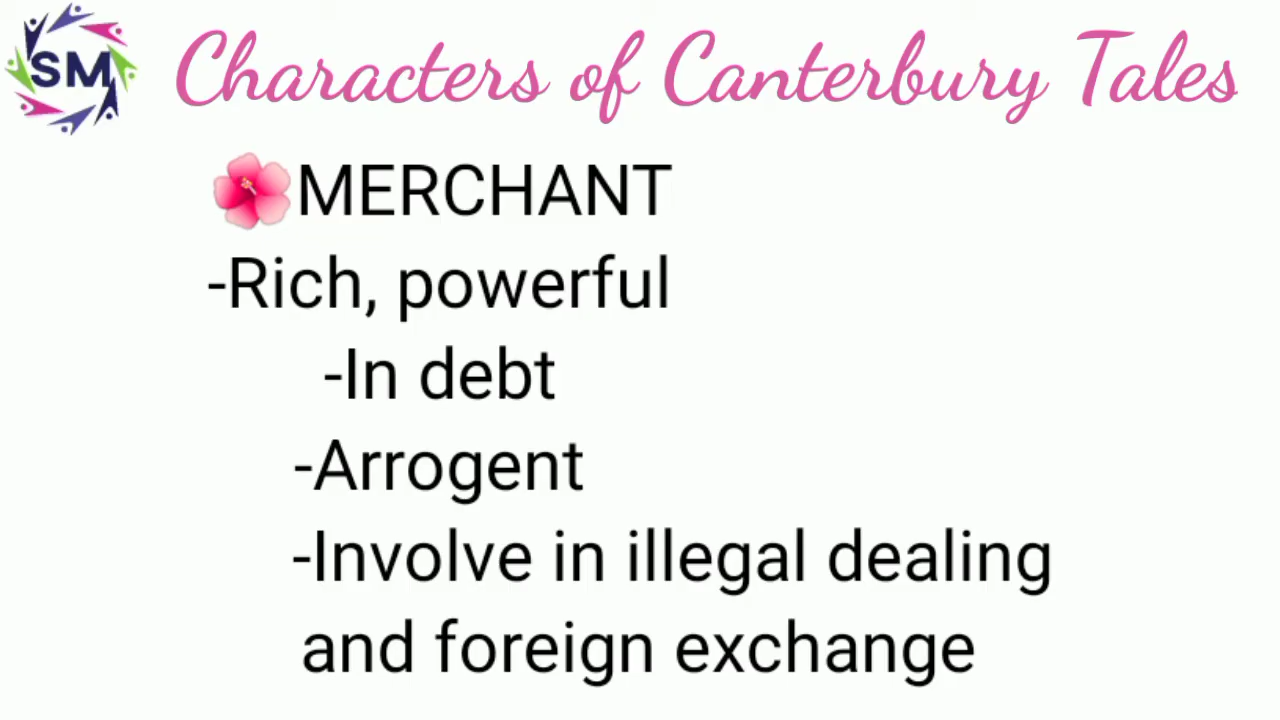 SM
Characters of Canterbury Tales
🌺MERCHANT
-Rich, powerful
-In debt
-Arrogent
-Involve in illegal dealing
and foreign exchange